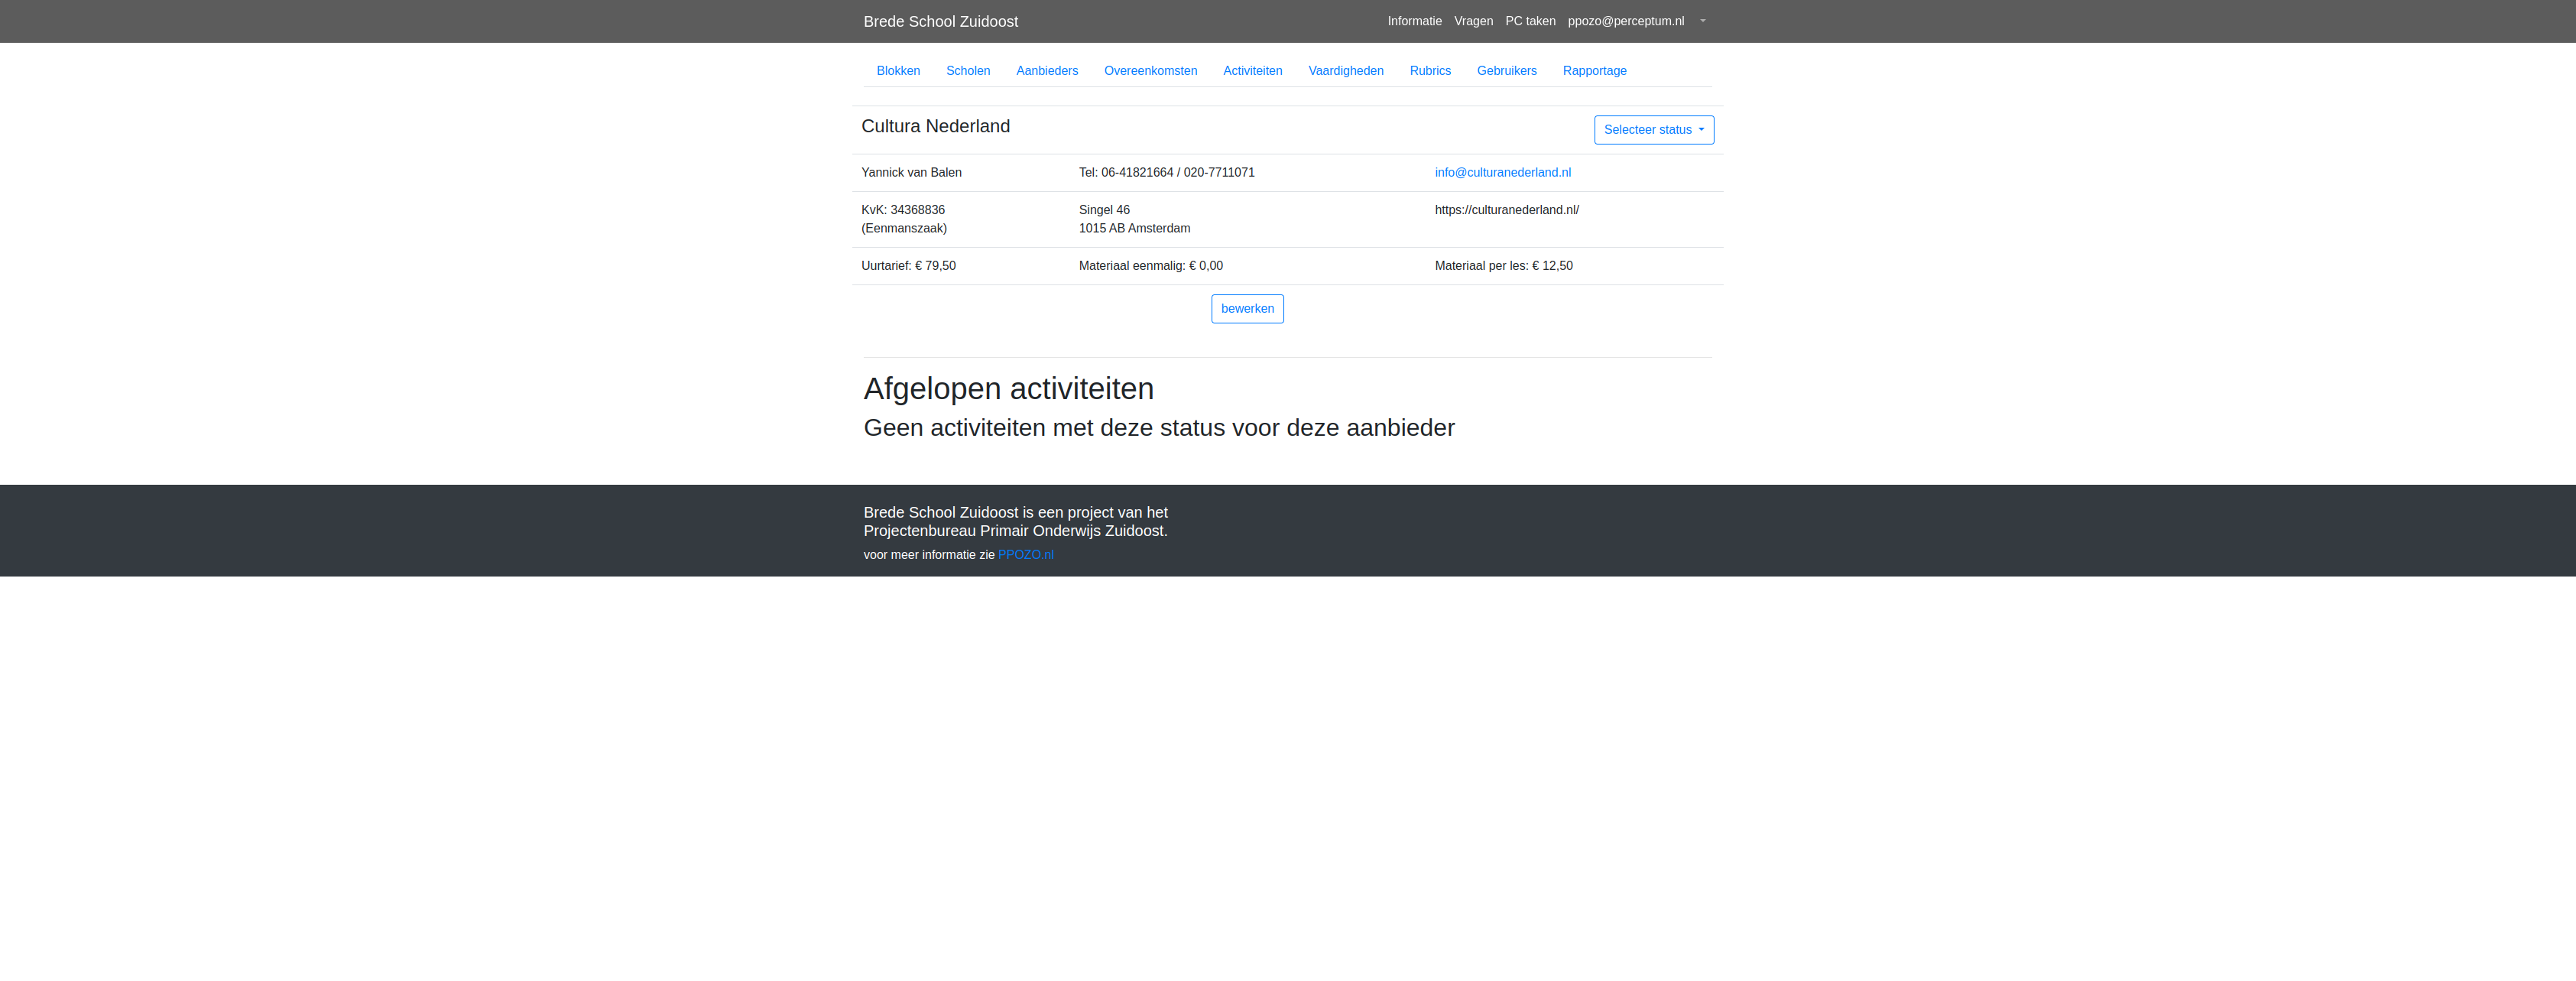 Brede School Zuidoost
Informatie Vragen PC taken ppozo@perceptum.nl
Blokken Scholen Aanbieders Overeenkomsten Activiteiten Vaardigheden Rubrics Gebruikers Rapportage
Cultura Nederland Selecteer status
Yannick van Balen Tel: 06-41821664 / 020-7711071 info@culturanederland.nl
KvK: 34368836 Singel 46 https://culturanederland.nl/
(Eenmanszaak) 1015 AB Amsterdam
Uurtarief: € 79,50 Materiaal eenmalig: € 0,00 Materiaal per les: € 12,50
bewerken
Afgelopen activiteiten
Geen activiteiten met deze status voor deze aanbieder
Brede School Zuidoost is een project van het
Projectenbureau Primair Onderwijs Zuidoost.
voor meer informatie zie PPOZO.nl